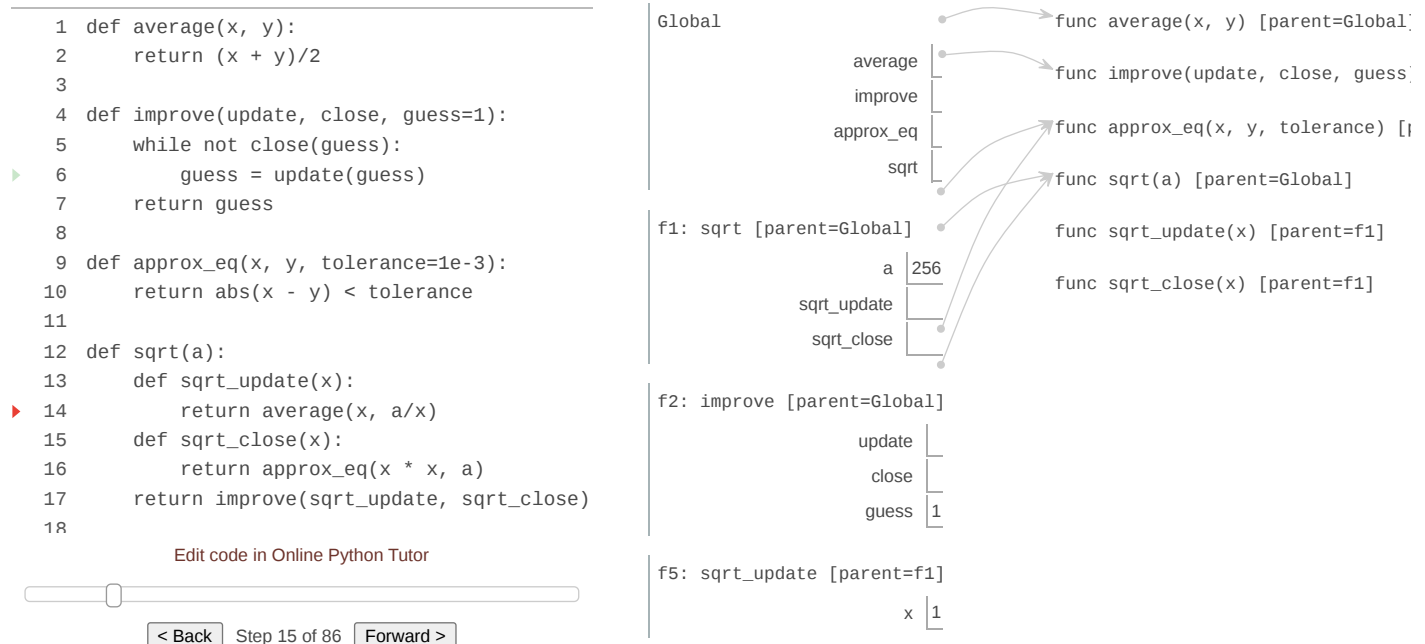 1 def average(x, y):
2     return (x + y)/2
3
4 def improve(update, close, guess=1):
5     while not close(guess):
6         guess = update(guess)
7     return guess
8
9 def approx_eq(x, y, tolerance=1e-3):
10     return abs(x - y) < tolerance
11
12 def sqrt(a):
13     def sqrt_update(x):
14         return average(x, a/x)
15     def sqrt_close(x):
16         return approx_eq(x * x, a)
17     return improve(sqrt_update, sqrt_close)
18
Edit code in Online Python Tutor
< Back Step 15 of 86 Forward >
Global
average
improve
approx_eq
sqrt
f1: sqrt [parent=Global]
a 256
sqrt_update
sqrt_close
f2: improve [parent=Global]
update
close
guess 1
f5: sqrt_update [parent=f1]
x 1
func average(x, y) [parent=Global]
func improve(update, close, guess)
func approx_eq(x, y, tolerance) [p
func sqrt(a) [parent=Global]
func sqrt_update(x) [parent=f1]
func sqrt_close(x) [parent=f1]